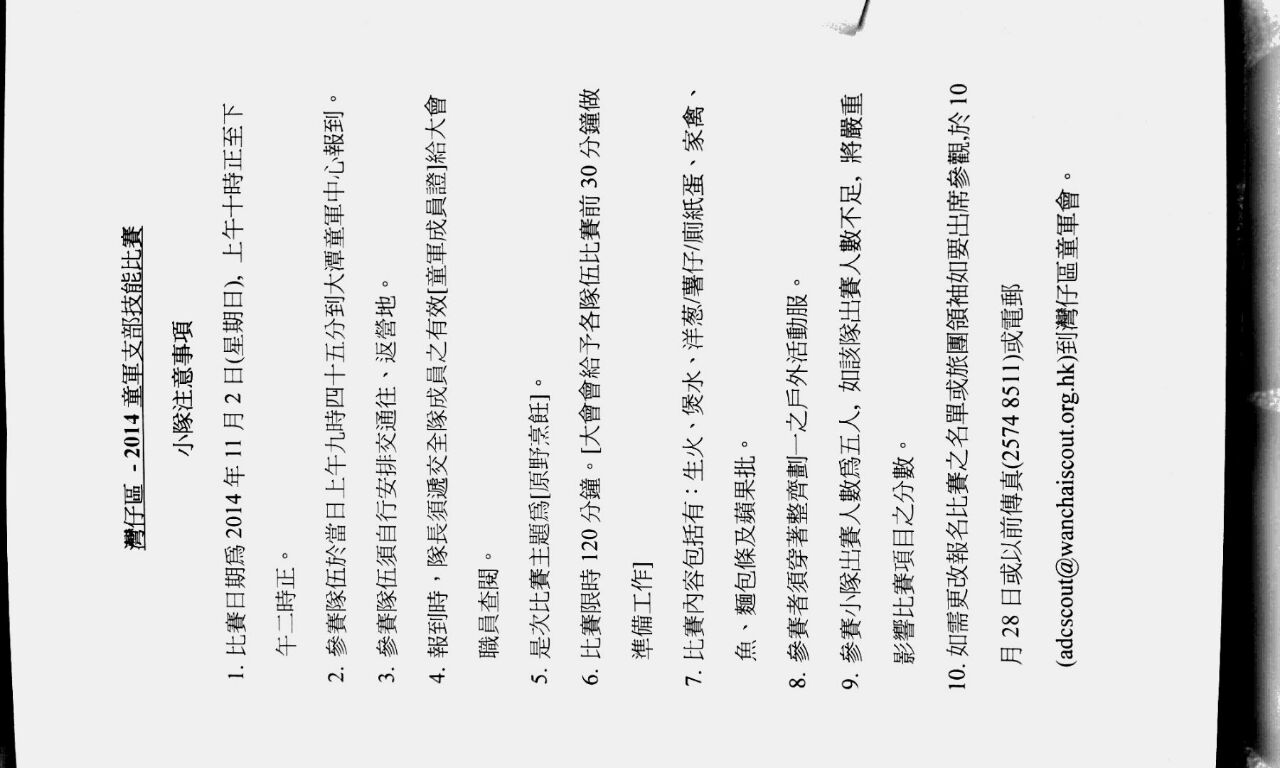 灣仔區 - 2014 童軍支部技能比賽
小隊注意事項
1. 比賽日期為 2014 年 11 月 2 日(星期日), 上午十時正至下
午二時正。
2. 參賽隊伍於當日上午九時四十五分到大潭童軍中心報到。
3. 參賽隊伍須自行安排交通往、返營地。
4. 報到時，隊長須遞交全隊成員之有效[童軍成員證]給大會
職員查閱。
5. 是次比賽主題為[原野烹飪]。
6. 比賽限時 120 分鐘。[大會會給予各隊伍比賽前 30 分鐘做
準備工作]
7. 比賽內容包括有：生火、煲水、洋葱/薯仔/廁紙蛋、家禽、
魚、麵包條及蘋果批。
8. 參賽者須穿著整齊劃一之戶外活動服。
9. 參賽小隊出賽人數為五人, 如該隊出賽人數不足, 將嚴重
影響比賽項目之分數。
10. 如需更改報名比賽之名單或旅團領袖如要出席參觀,於 10
月 28 日或以前傳真(2574 8511)或電郵
(adcscout@wanchaiscout.org.hk)到灣仔區童軍會。